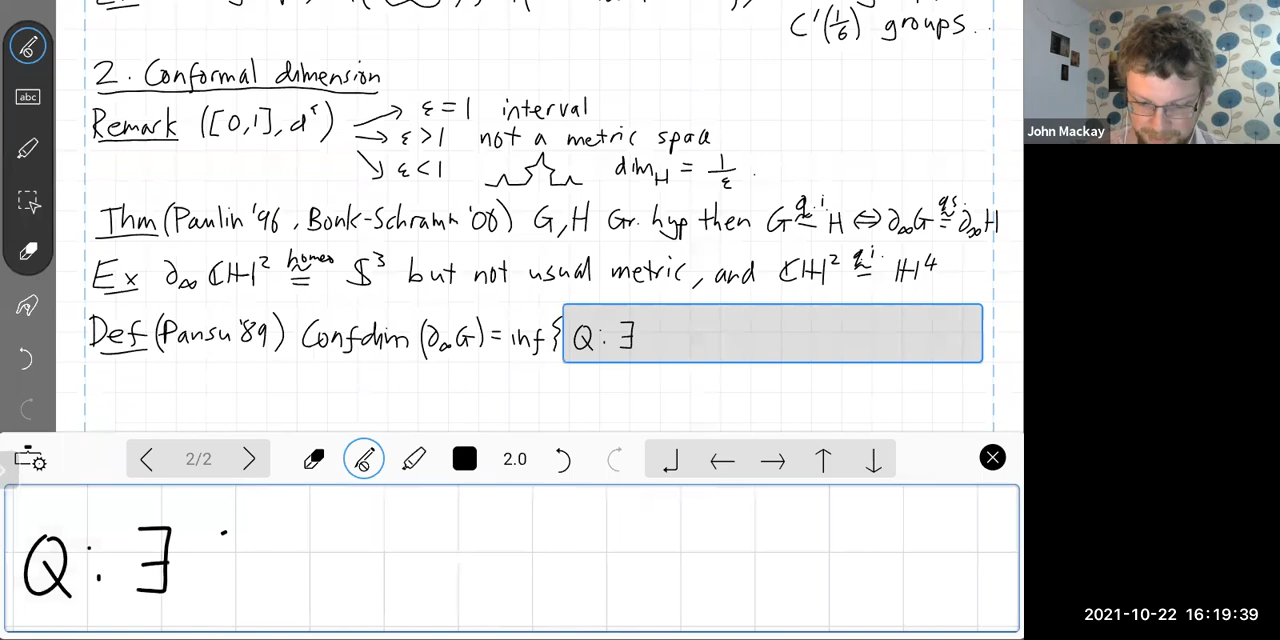 C'(1/6) groups..
2. Conformal dimension
Remark ([0,1], d^ε) → ε = 1 interval
→ ε > 1 not a metric space
↘ ε < 1 dim_H = 1/ε .
Thm (Paulin '96, Bonk-Schramm '00) G, H Gr. hyp then G ≅^{q.i} H ⇔ ∂_∞G ≅^{qs} ∂_∞H
Ex ∂_∞ ℂH² ≅^{homeo} S³ but not usual metric, and ℂH² ≇^{q.i.} H⁴
Def (Pansu '89) Confdim (∂_∞G) = inf { Q: ∃
abc
2/2
2.0
Q: ∃
John Mackay
2021-10-22 16:19:39